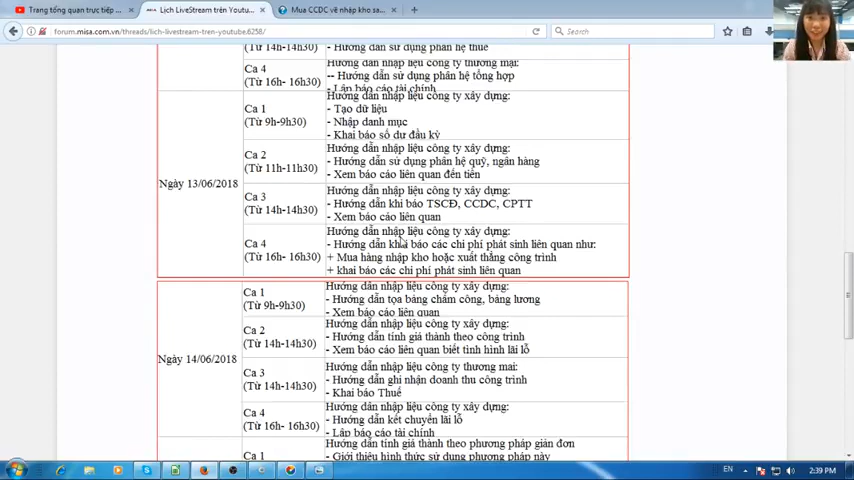 Trang tổng quan trực tiếp
Lịch LiveStream trên Youtu...
Mua CCDC về nhập kho sa...
forum.misa.com.vn/threads/lich-livestream-tren-youtube.6258/
Search
(Từ 14h-14h30)
- Hướng dẫn sử dụng phân hệ thuế
Ca 4
(Từ 16h- 16h30)
Hướng dẫn nhập liệu công ty thương mại:
-- Hướng dẫn sử dụng phân hệ tổng hợp
- Lập báo cáo tài chính
Ngày 13/06/2018
Ca 1
(Từ 9h-9h30)
Hướng dẫn nhập liệu công ty xây dựng:
- Tạo dữ liệu
- Nhập danh mục
- Khai báo số dư đầu kỳ
Ca 2
(Từ 11h-11h30)
Hướng dẫn nhập liệu công ty xây dựng:
- Hướng dẫn sử dụng phân hệ quỹ, ngân hàng
- Xem báo cáo liên quan đến tiền
Ca 3
(Từ 14h-14h30)
Hướng dẫn nhập liệu công ty xây dựng:
- Hướng dẫn khi báo TSCĐ, CCDC, CPTT
- Xem báo cáo liên quan
Ca 4
(Từ 16h-16h30)
Hướng dẫn nhập liệu công ty xây dựng:
- Hướng dẫn khai báo các chi phí phát sinh liên quan như:
+ Mua hàng nhập kho hoặc xuất thẳng công trình
+ khai báo các chi phí phát sinh liên quan
Ngày 14/06/2018
Ca 1
(Từ 9h-9h30)
Hướng dẫn nhập liệu công ty xây dựng:
- Hướng dẫn tọa bảng chấm công, bảng lương
- Xem báo cáo liên quan
Ca 2
(Từ 14h-14h30)
Hướng dẫn nhập liệu công ty xây dựng:
- Hướng dẫn tính giá thành theo công trình
- Xem báo cáo liên quan biết tình hình lãi lỗ
Ca 3
(Từ 14h-14h30)
Hướng dẫn nhập liệu công ty thương mai:
- Hướng dẫn ghi nhận doanh thu công trình
- Khai báo Thuế
Ca 4
(Từ 16h- 16h30)
Hướng dẫn nhập liệu công ty xây dựng:
- Hướng dẫn kết chuyển lãi lỗ
- Lập báo cáo tài chính
Ca 1
Hướng dẫn tính giá thành theo phương pháp giản đơn
- Giới thiệu hình thức sử dụng phương pháp này
EN
2:39 PM